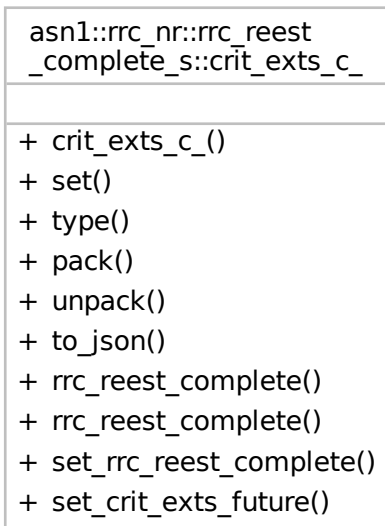 asn1::rrc_nr::rrc_reest
_complete_s::crit_exts_c_
+ crit_exts_c_()
+ set()
+ type()
+ pack()
+ unpack()
+ to_json()
+ rrc_reest_complete()
+ rrc_reest_complete()
+ set_rrc_reest_complete()
+ set_crit_exts_future()